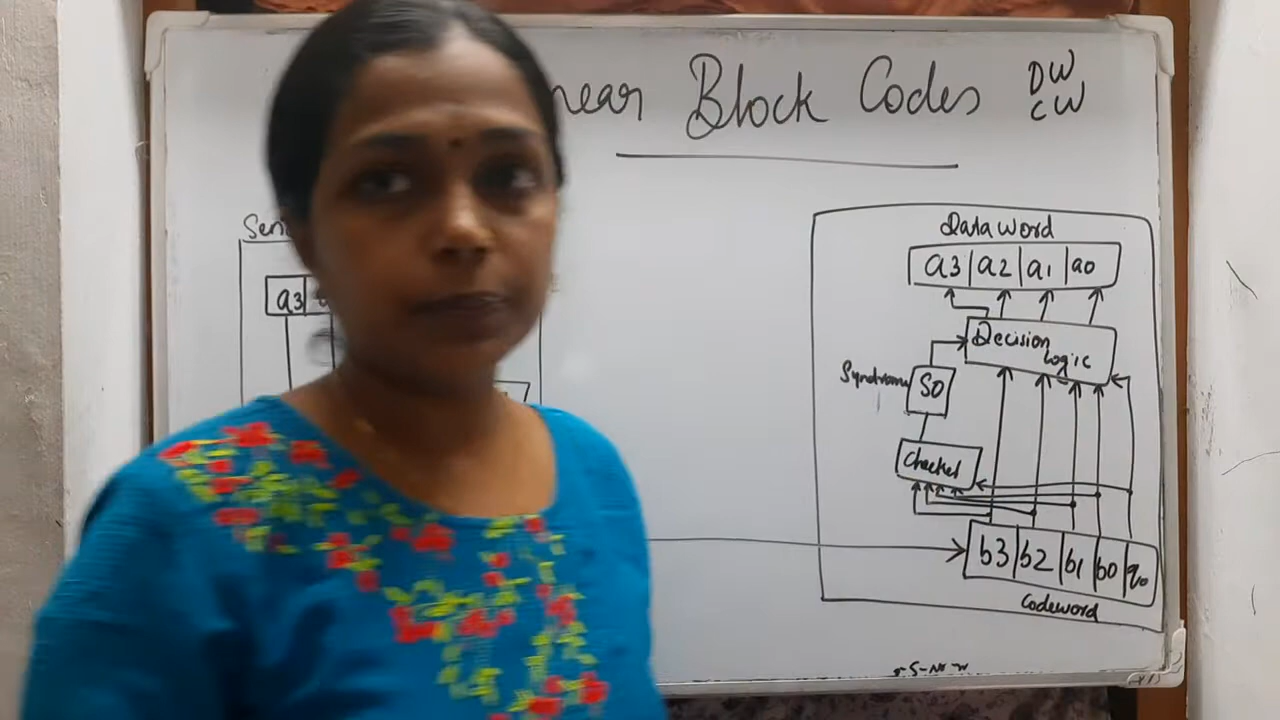 near Block Codes
DW
CW
Sen
a3
Dataword
a3 a2 a1 a0
Decision
Logic
Syndrome
S0
Checker
b3 b2 b1 b0 q0
Codeword